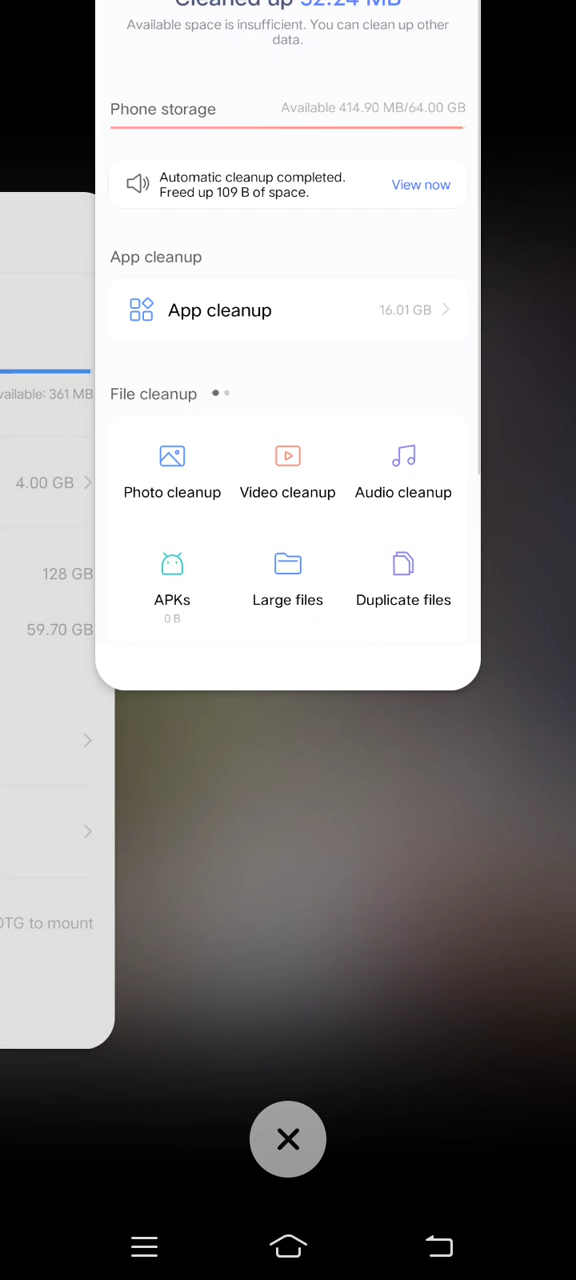 Cleaned up 52.24 MB
Available space is insufficient. You can clean up other
data.
Phone storage
Available 414.90 MB/64.00 GB
Automatic cleanup completed.
Freed up 109 B of space.
View now
App cleanup
App cleanup
16.01 GB
File cleanup
vailable: 361 MB
4.00 GB
Photo cleanup
Video cleanup
Audio cleanup
128 GB
APKs
0 B
Large files
Duplicate files
59.70 GB
OTG to mount